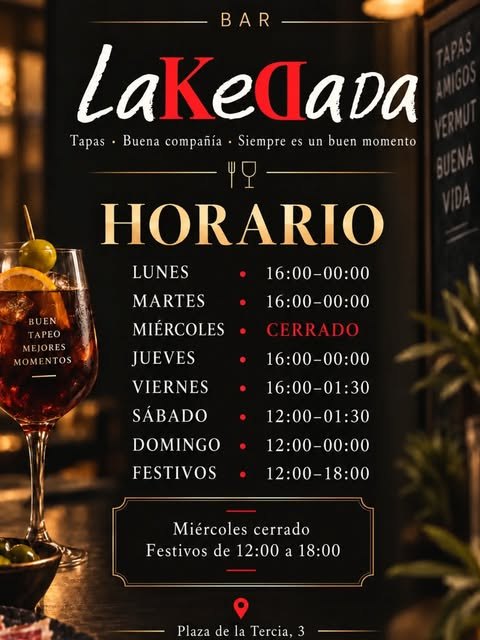 BAR
LaKeDada
Tapas · Buena compañía · Siempre es un buen momento
HORARIO
LUNES • 16:00–00:00
MARTES • 16:00–00:00
MIÉRCOLES • CERRADO
JUEVES • 16:00–00:00
VIERNES • 16:00–01:30
SÁBADO • 12:00–01:30
DOMINGO • 12:00–00:00
FESTIVOS • 12:00–18:00
Miércoles cerrado
Festivos de 12:00 a 18:00
Plaza de la Tercia, 3
BUEN
TAPEO
MEJORES
MOMENTOS
TAPAS
AMIGOS
VERMUT
BUENA
VIDA